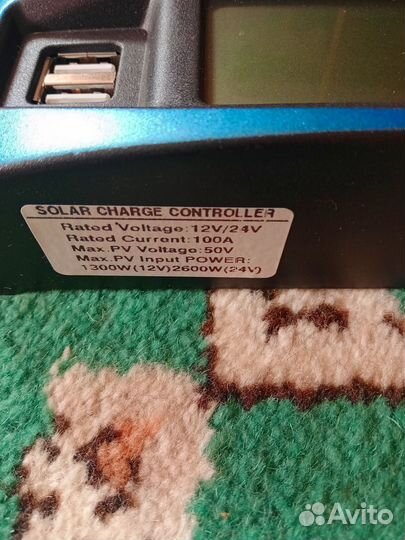 SOLAR CHARGE CONTROLLER
Rated Voltage:12V/24V
Rated Current:100A
Max.PV Voltage:50V
Max.PV Input POWER:
1300W(12V)2600W(24V)
Avito